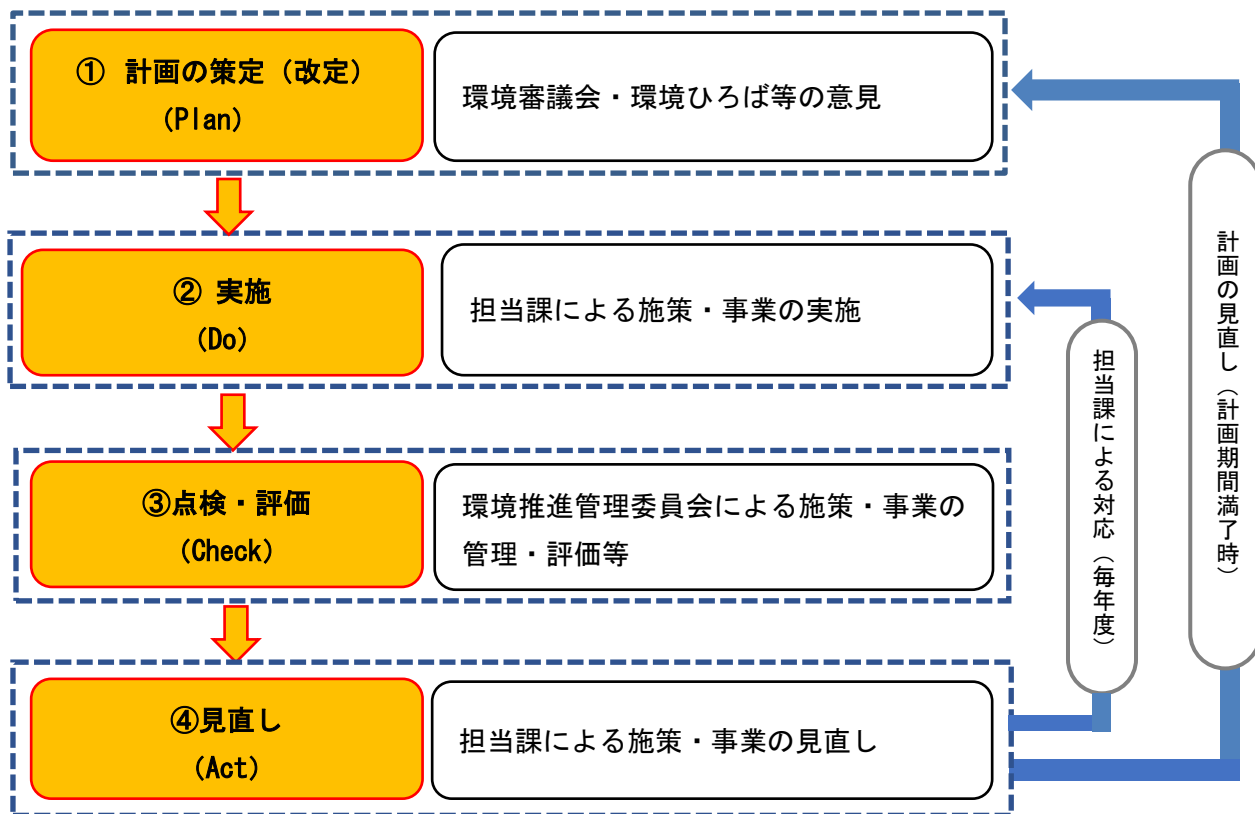 ① 計画の策定（改定）
(Plan)
環境審議会・環境ひろば等の意見
② 実施
(Do)
担当課による施策・事業の実施
③点検・評価
(Check)
環境推進管理委員会による施策・事業の
管理・評価等
④見直し
(Act)
担当課による施策・事業の見直し
担当課による対応（毎年度）
計画の見直し（計画期間満了時）